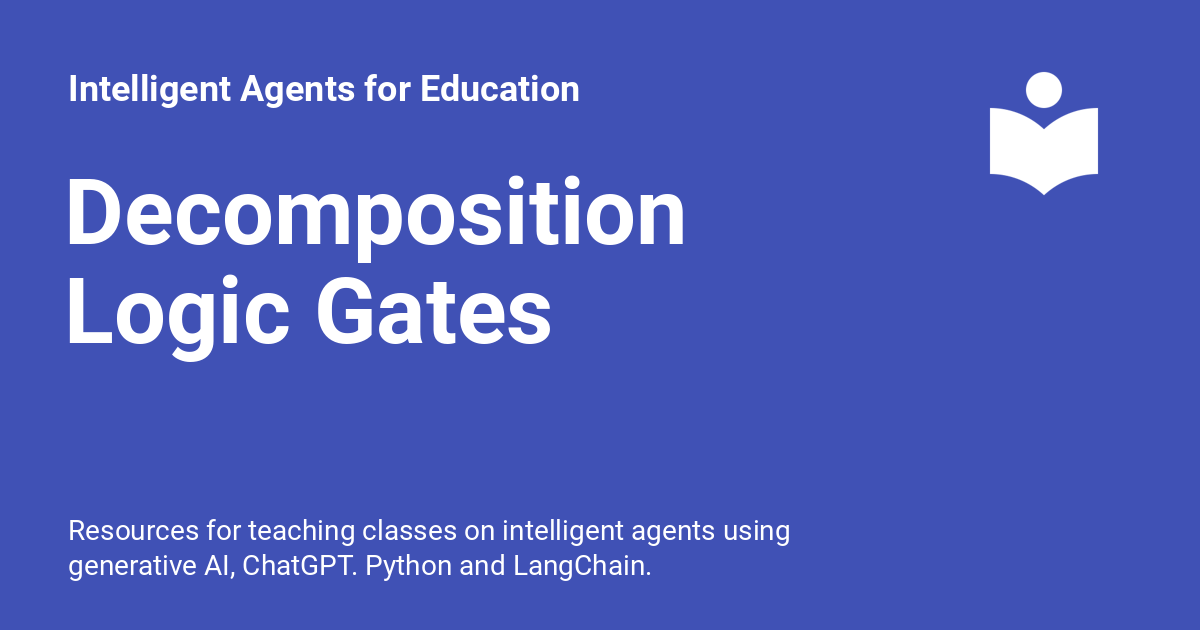 Intelligent Agents for Education
Decomposition
Logic Gates
Resources for teaching classes on intelligent agents using
generative AI, ChatGPT. Python and LangChain.